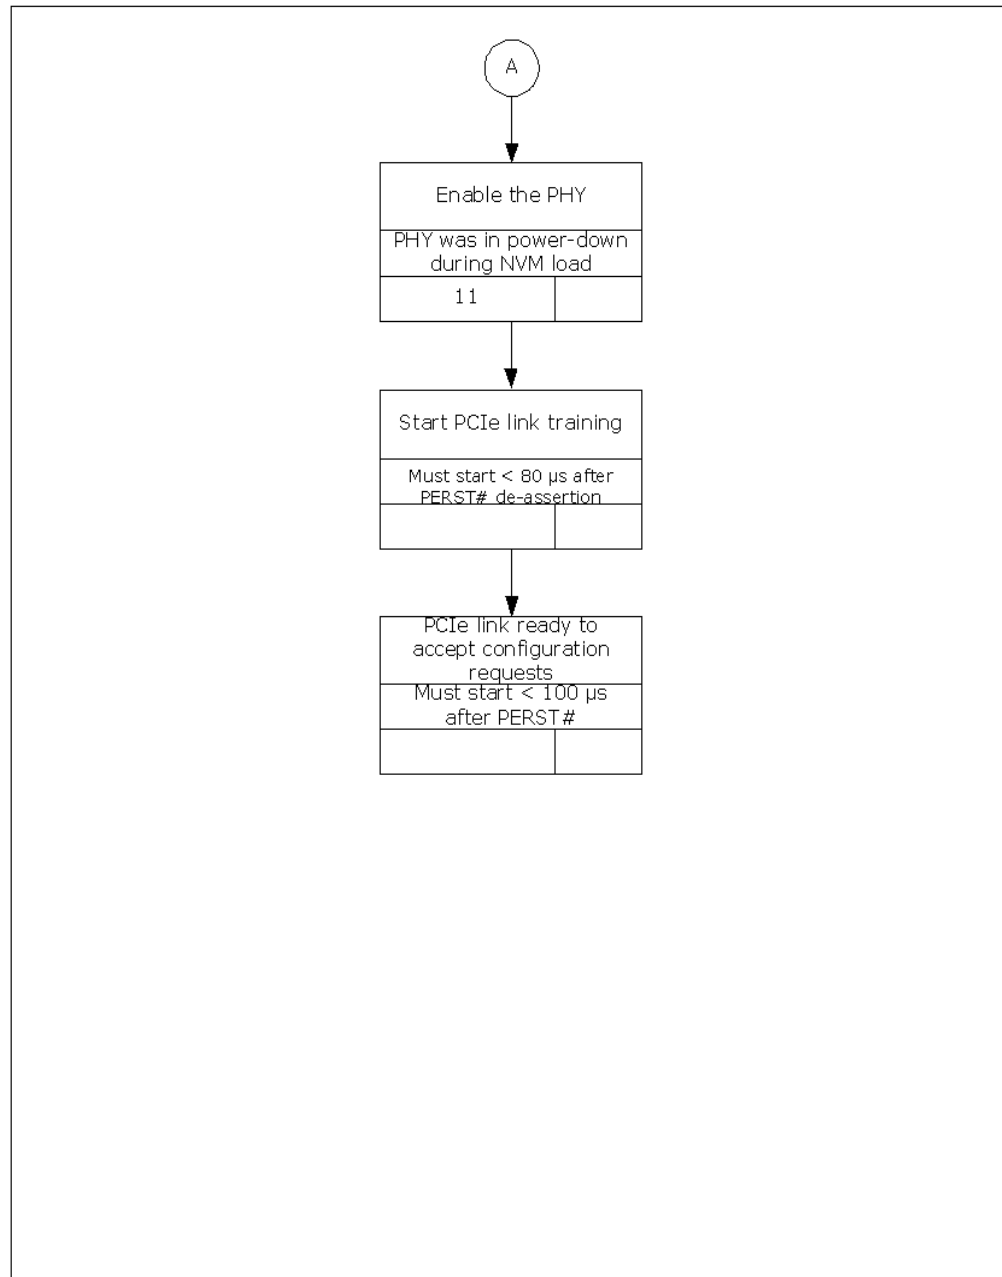 A
Enable the PHY
PHY was in power-down
during NVM load
11
Start PCIe link training
Must start < 80 µs after
PERST# de-assertion
PCIe link ready to
accept configuration
requests
Must start < 100 µs
after PERST#